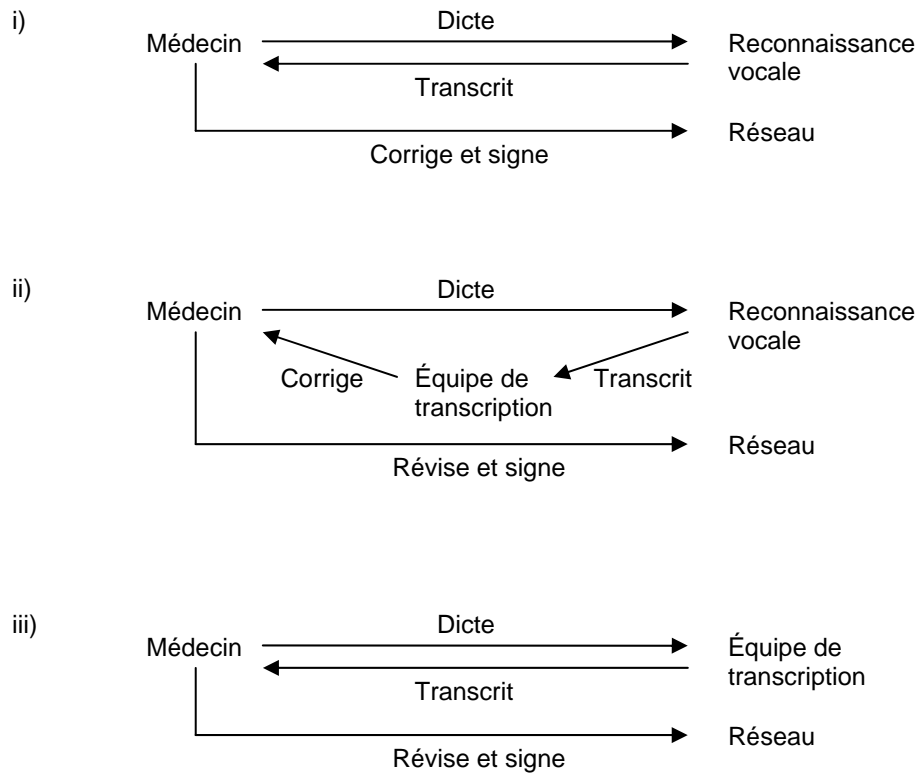 i)
Dicte
Médecin
Reconnaissance
vocale
Transcrit
Réseau
Corrige et signe
ii)
Dicte
Médecin
Reconnaissance
vocale
Corrige
Équipe de
transcription
Transcrit
Réseau
Révise et signe
iii)
Dicte
Médecin
Équipe de
transcription
Transcrit
Réseau
Révise et signe